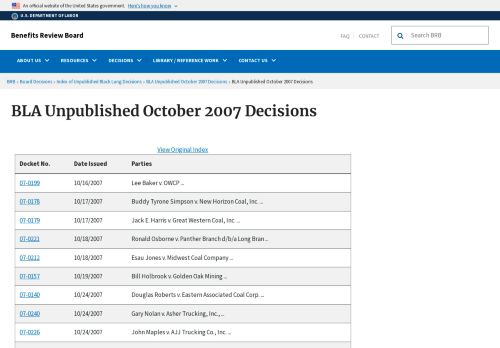 An official website of the United States government. Here's how you know
U.S. DEPARTMENT OF LABOR
Benefits Review Board
FAQ CONTACT
Search BRB
ABOUT US RESOURCES DECISIONS LIBRARY / REFERENCE WORK CONTACT US
BRB » Board Decisions » Index of Unpublished Black Lung Decisions » BLA Unpublished 2007 Decisions » BLA Unpublished October 2007 Decisions
BLA Unpublished October 2007 Decisions
View Original Index
Docket No. Date Issued Parties
07-0199 10/16/2007 Lee Baker v. OWCP ...
07-0178 10/17/2007 Buddy Tyrone Simpson v. New Horizon Coal, Inc. ...
07-0179 10/17/2007 Jack E. Harris v. Great Western Coal, Inc. ...
07-0221 10/18/2007 Ronald Osborne v. Panther Branch d/b/a Long Bran ...
07-0212 10/18/2007 Esau Jones v. Midwest Coal Company ...
07-0157 10/19/2007 Bill Holbrook v. Golden Oak Mining ...
07-0140 10/24/2007 Douglas Roberts v. Eastern Associated Coal Corp. ...
07-0240 10/24/2007 Gary Nolan v. Asher Trucking, Inc., ...
07-0226 10/24/2007 John Maples v. AJJ Trucking Co., Inc. ...